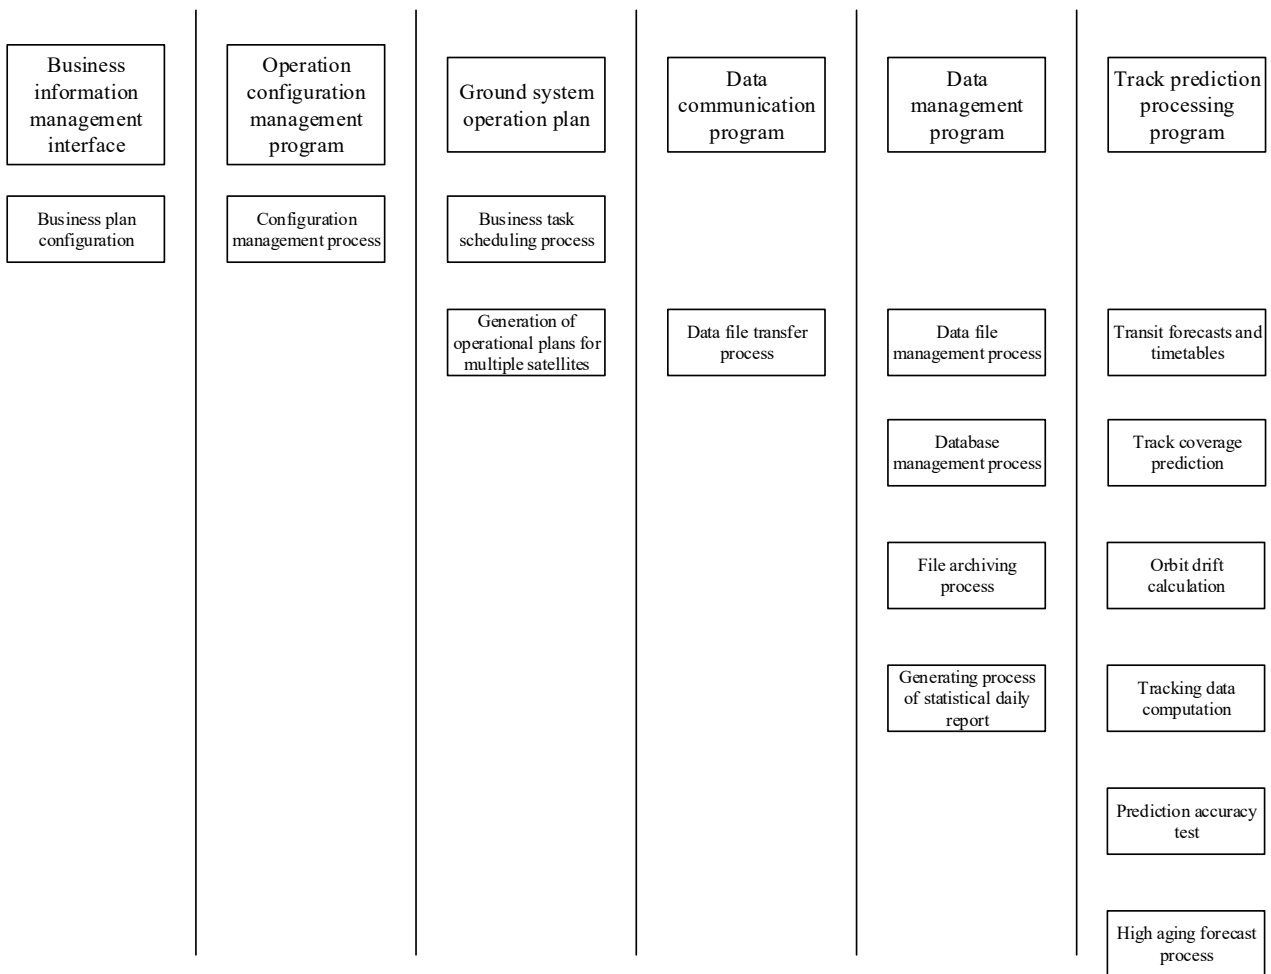 Business
information
management
interface
Operation
configuration
management
program
Ground system
operation plan
Data
communication
program
Data
management
program
Track prediction
processing
program
Business plan
configuration
Configuration
management process
Business task
scheduling process
Generation of
operational plans for
multiple satellites
Data file transfer
process
Data file
management process
Transit forecasts and
timetables
Database
management process
Track coverage
prediction
File archiving
process
Orbit drift
calculation
Generating process
of statistical daily
report
Tracking data
computation
Prediction accuracy
test
High aging forecast
process